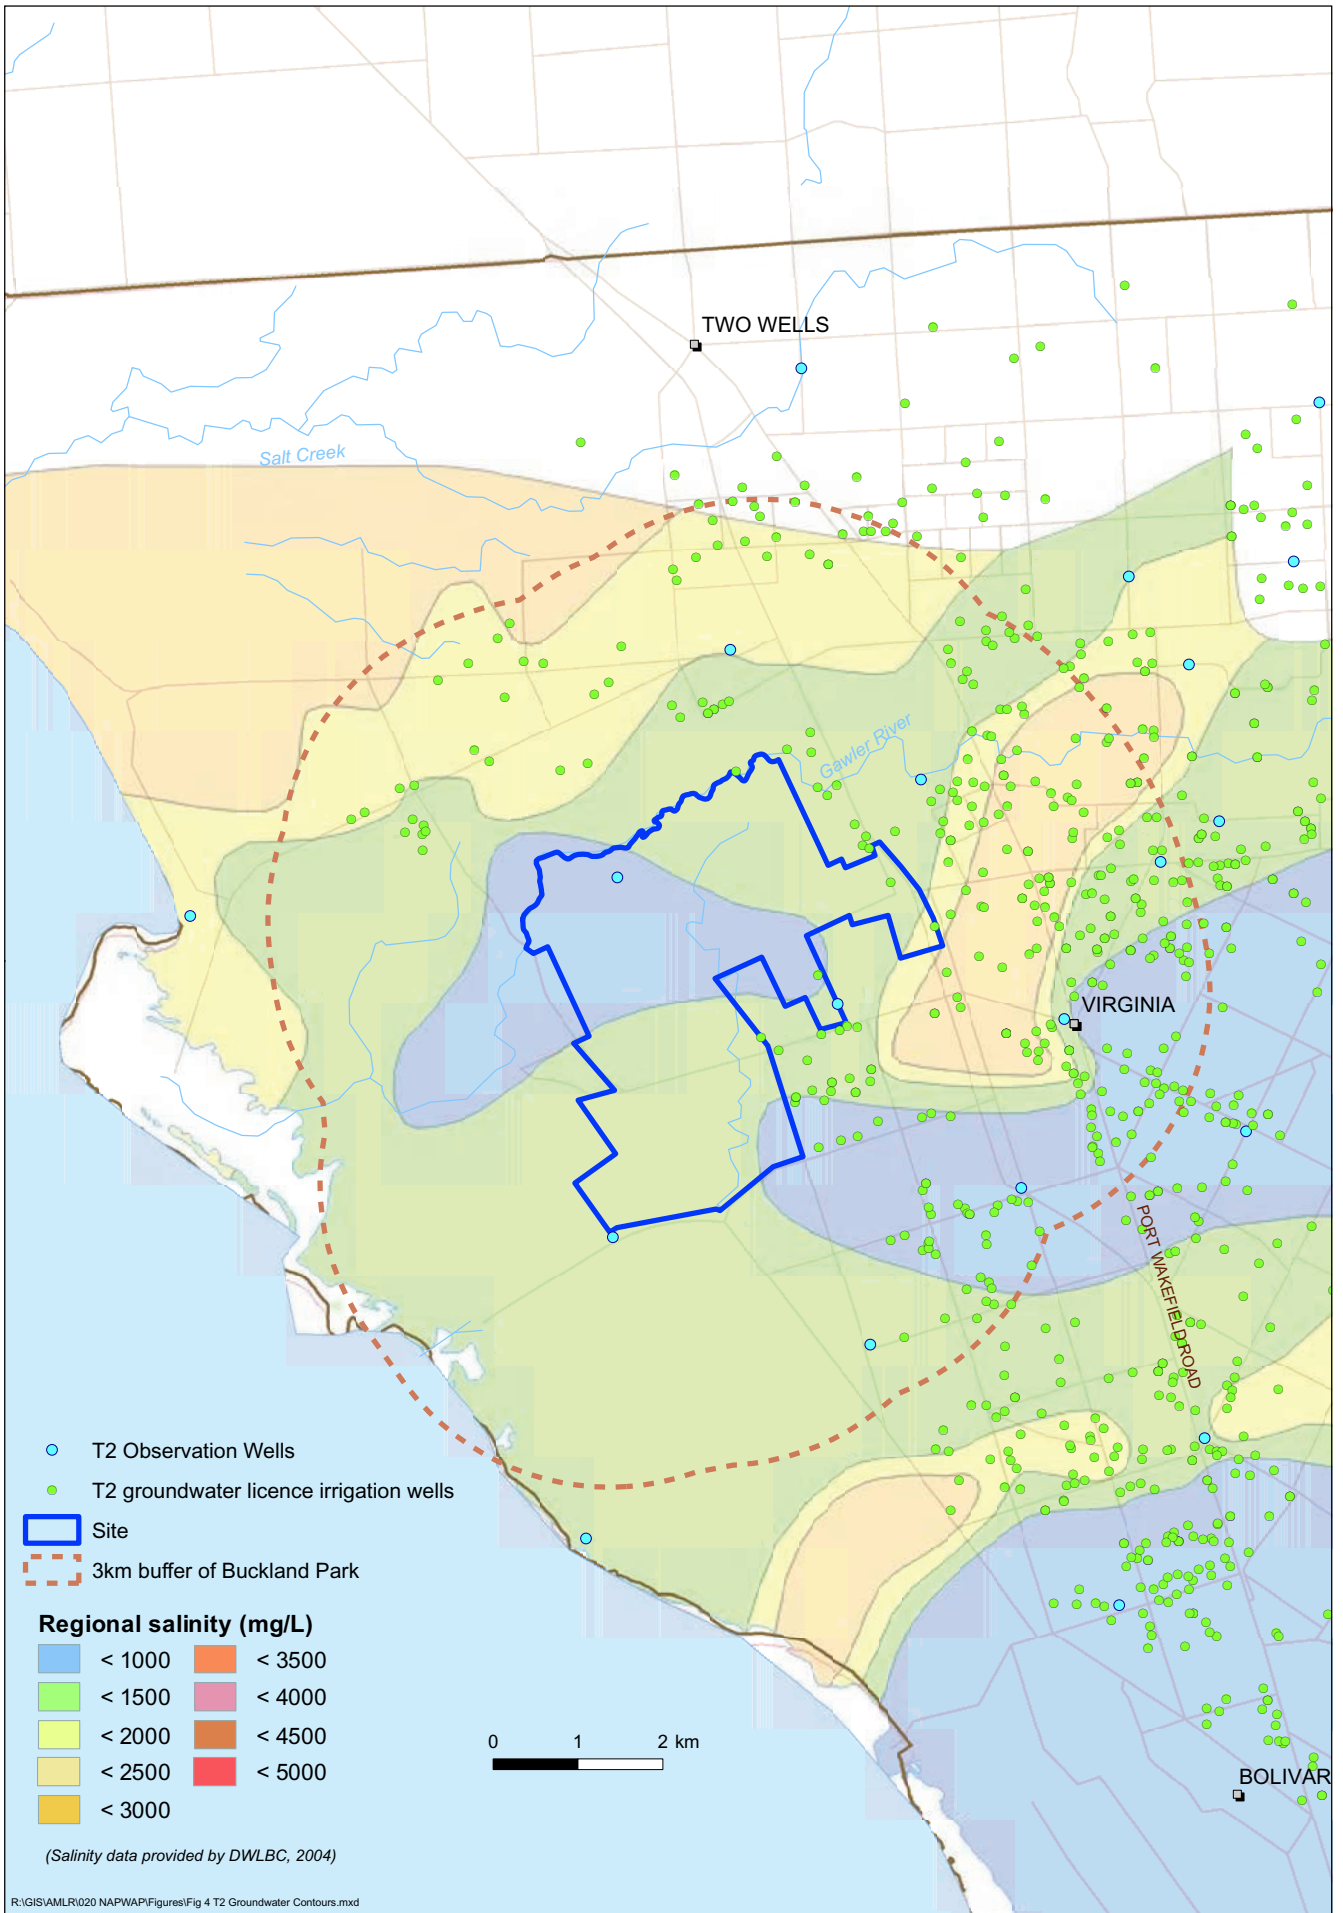 TWO WELLS
Salt Creek
Gawler River
VIRGINIA
PORT WAKEFIELD ROAD
T2 Observation Wells
T2 groundwater licence irrigation wells
Site
3km buffer of Buckland Park
Regional salinity (mg/L)
< 1000 < 3500
< 1500 < 4000
< 2000 < 4500
< 2500 < 5000
< 3000
0 1 2 km
BOLIVAR
(Salinity data provided by DWLBC, 2004)
R:\GIS\AMLR\020 NAPWAP\Figures\Fig 4 T2 Groundwater Contours.mxd